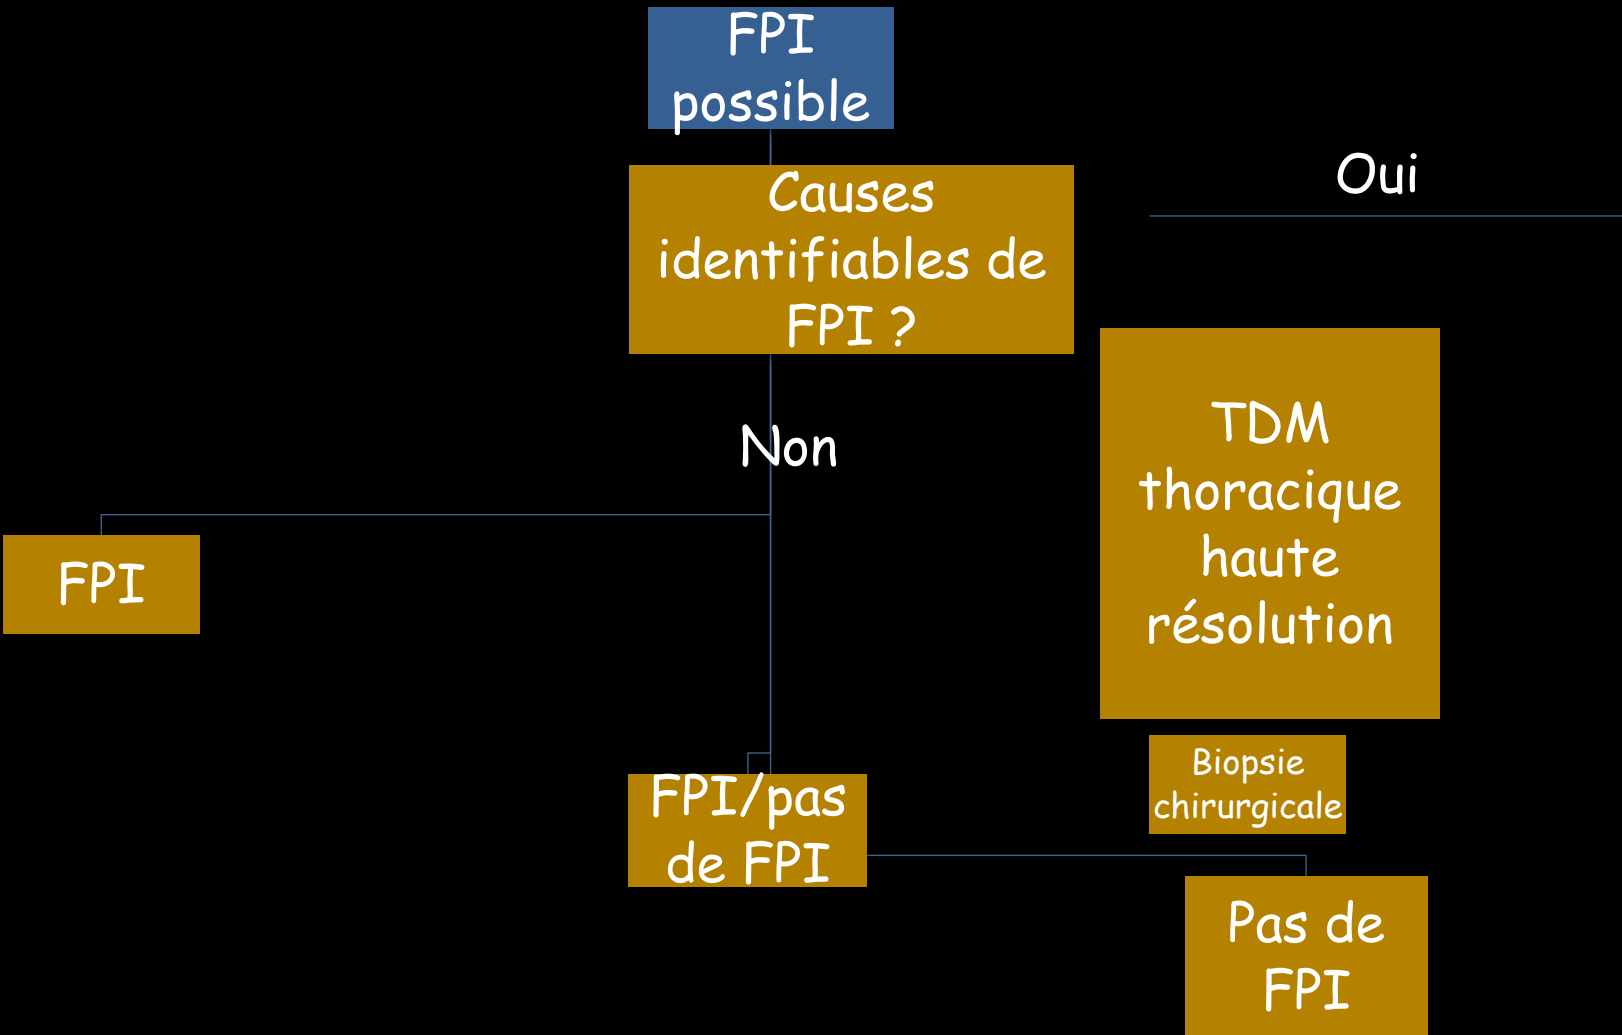 FPI
possible
Causes
identifiables de
FPI ?
Oui
TDM
thoracique
haute
résolution
Non
FPI
Biopsie
chirurgicale
FPI/pas
de FPI
Pas de
FPI